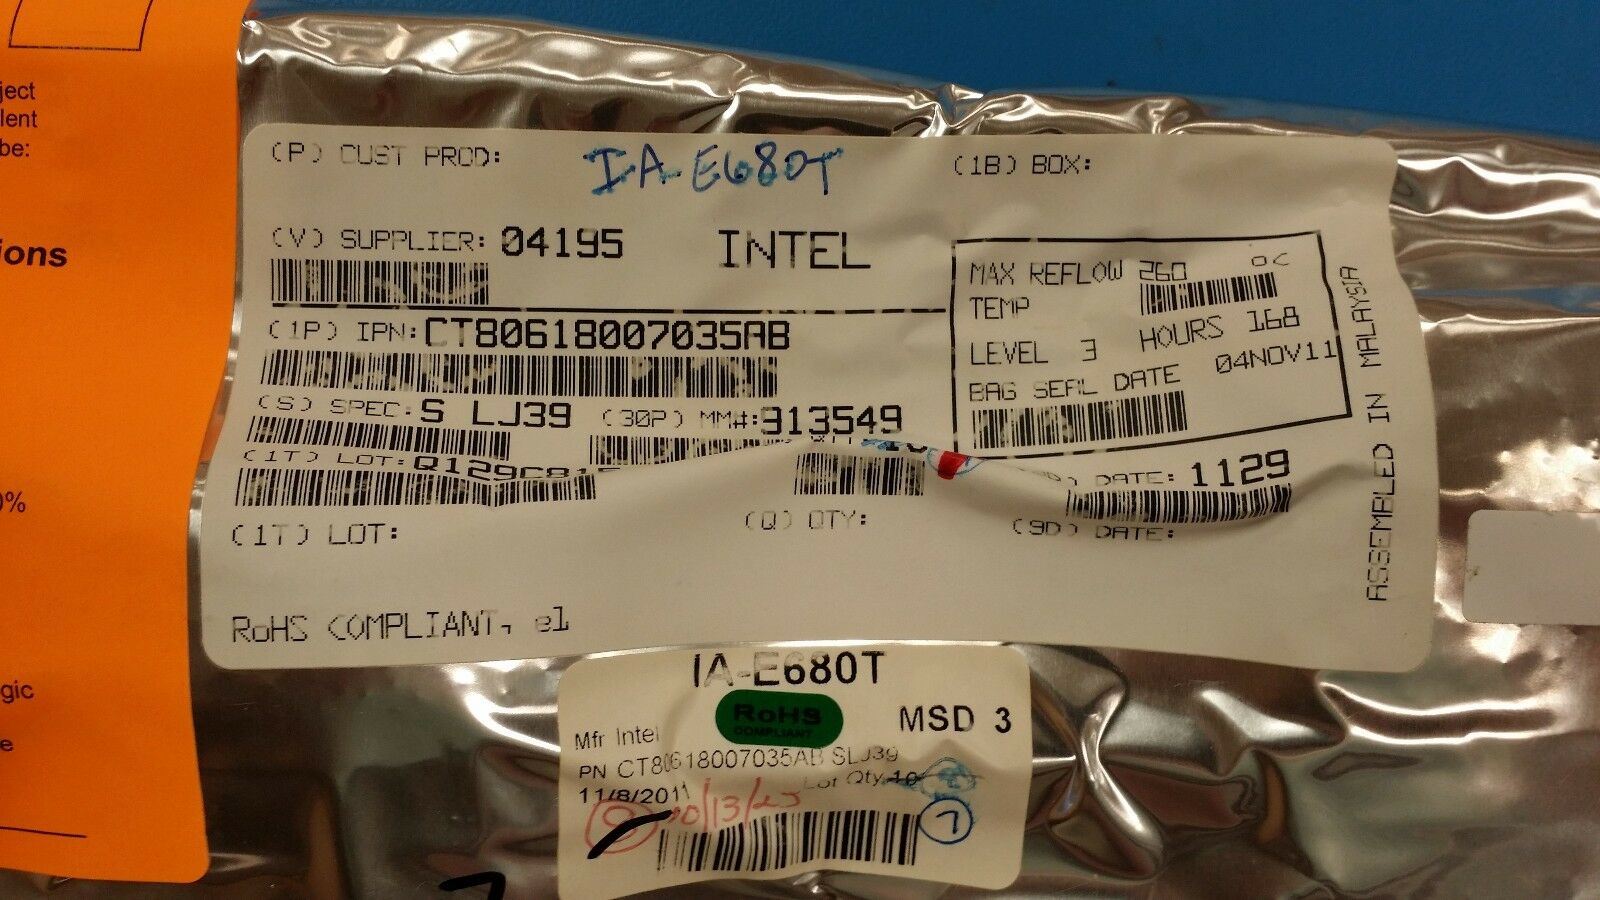 ject
lent
be:
ions
0%
gic
e
(P) CUST PROD: IA-E680T (1B) BOX:
(V) SUPPLIER: 04195 INTEL
MAX REFLOW 260 °C
TEMP
LEVEL 3 HOURS 168
BAG SEAL DATE 04NOV11
(1P) IPN: CT80618007035AB
(S) SPEC: S LJ39 (30P) MM#: 913549
(1T) LOT: Q129C81 DATE: 1129
(1T) LOT: (Q) QTY: (9D) DATE:
RoHS COMPLIANT, e1
ASSEMBLED IN MALAYSIA
IA-E680T
RoHS
COMPLIANT
MSD 3
Mfr Intel
PN CT80618007035AB SLJ39
11/8/2011 Lot Qty 10
7